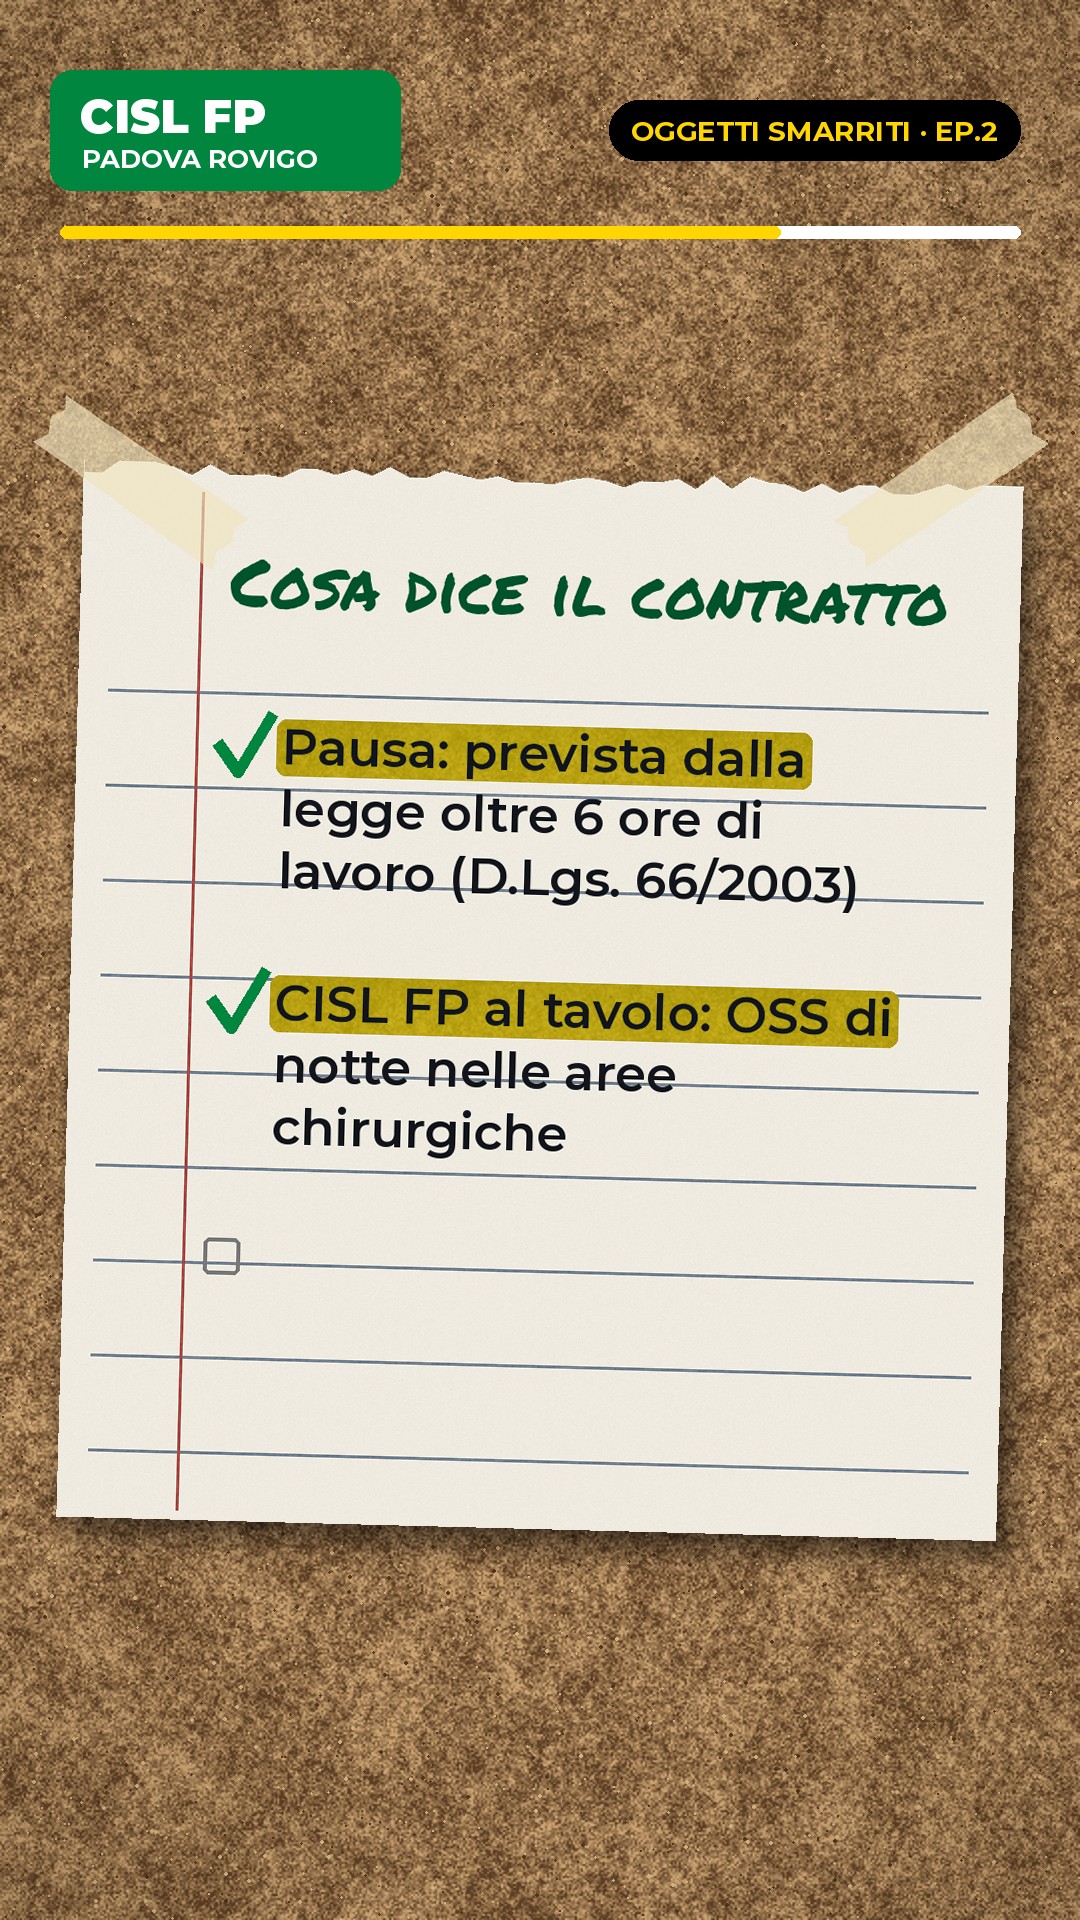 CISL FP
PADOVA ROVIGO
OGGETTI SMARRITI · EP.2
COSA DICE IL CONTRATTO
Pausa: prevista dalla
legge oltre 6 ore di
lavoro (D.Lgs. 66/2003)
CISL FP al tavolo: OSS di
notte nelle aree
chirurgiche